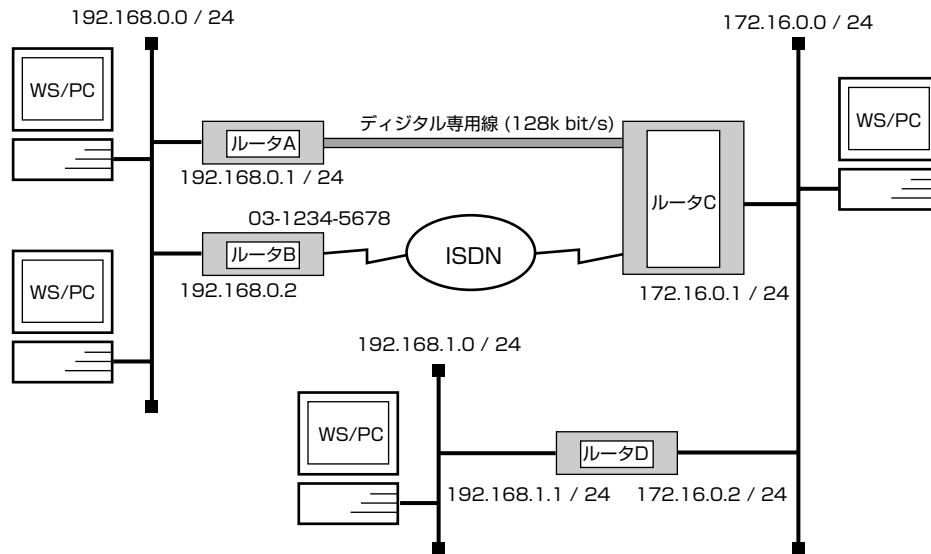 192.168.0.0 / 24
172.16.0.0 / 24
WS/PC
ルータA
ディジタル専用線 (128k bit/s)
WS/PC
192.168.0.1 / 24
ルータC
03-1234-5678
ルータB
ISDN
WS/PC
192.168.0.2
172.16.0.1 / 24
192.168.1.0 / 24
WS/PC
ルータD
192.168.1.1 / 24
172.16.0.2 / 24